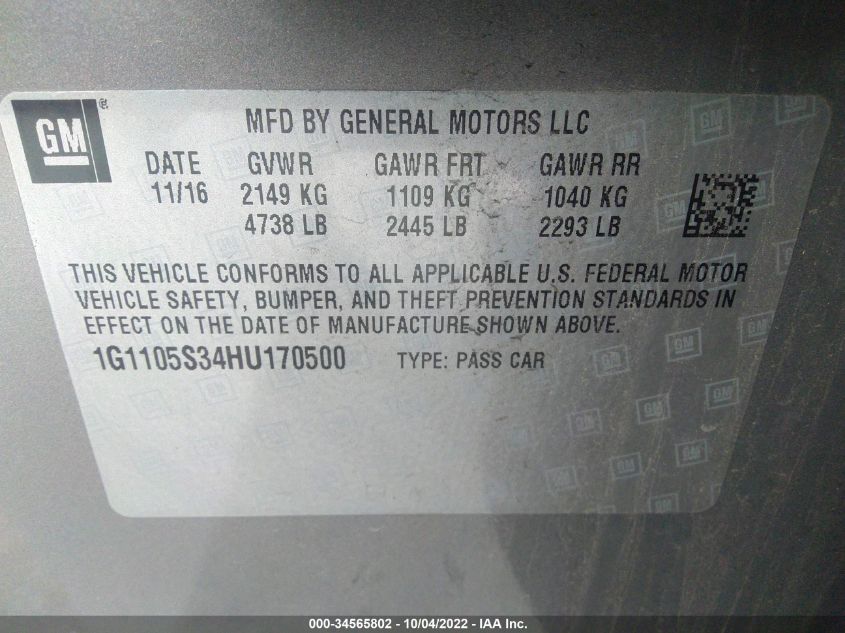 GM®
MFD BY GENERAL MOTORS LLC
DATE GVWR GAWR FRT GAWR RR
11/16 2149 KG 1109 KG 1040 KG
4738 LB 2445 LB 2293 LB
THIS VEHICLE CONFORMS TO ALL APPLICABLE U.S. FEDERAL MOTOR
VEHICLE SAFETY, BUMPER, AND THEFT PREVENTION STANDARDS IN
EFFECT ON THE DATE OF MANUFACTURE SHOWN ABOVE.
1G1105S34HU170500 TYPE: PASS CAR
000-34565802 - 10/04/2022 - IAA Inc.